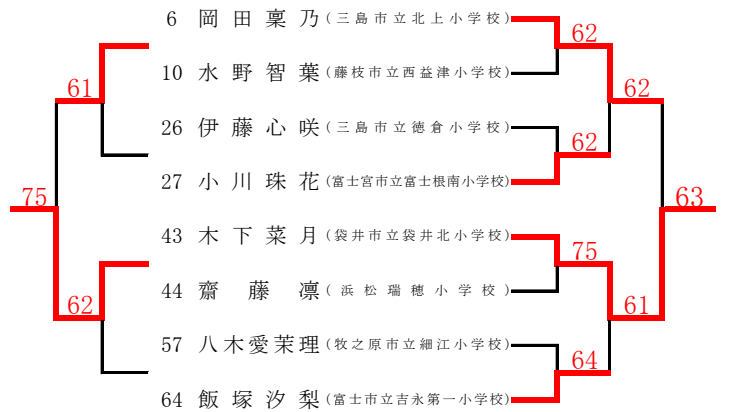 6 岡田稟乃(三島市立北上小学校)
62
10 水野智葉(藤枝市立西益津小学校)
61
62
26 伊藤心咲(三島市立徳倉小学校)
62
27 小川珠花(富士宮市立富士根南小学校)
75
63
43 木下菜月(袋井市立袋井北小学校)
75
44 齋藤凛(浜松瑞穂小学校)
62
61
57 八木愛茉理(牧之原市立細江小学校)
64
64 飯塚汐梨(富士市立吉永第一小学校)